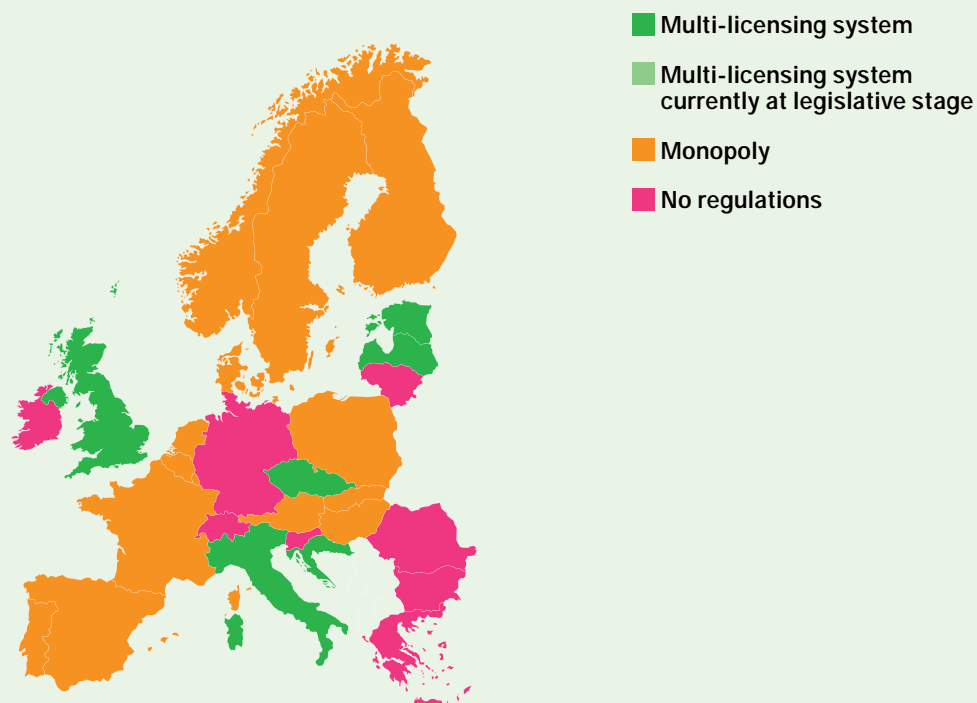 Multi-licensing system
Multi-licensing system
currently at legislative stage
Monopoly
No regulations